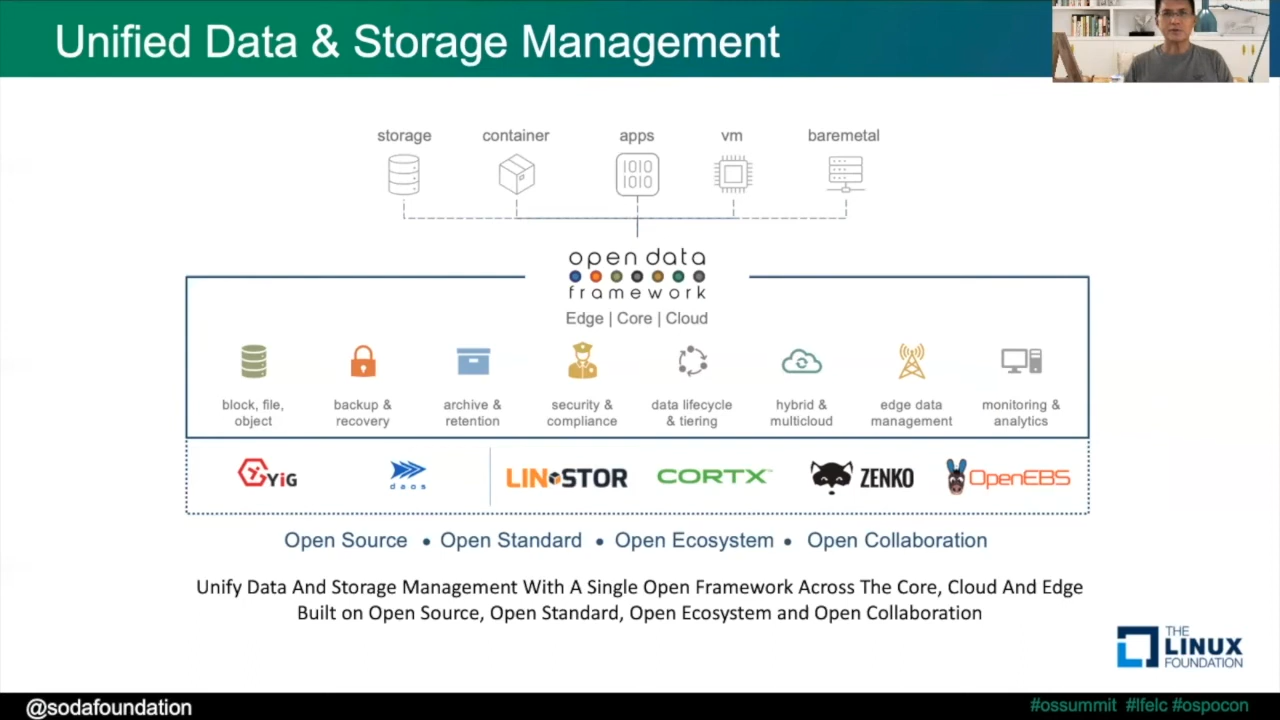 Unified Data & Storage Management
storage
container
apps
vm
baremetal
1010
1010
open data
framework
Edge | Core | Cloud
block, file,
object
backup &
recovery
archive &
retention
security &
compliance
data lifecycle
& tiering
hybrid &
multicloud
edge data
management
monitoring &
analytics
YIG
daos
LINSTOR
CORTX™
ZENKO
OpenEBS
Open Source • Open Standard • Open Ecosystem • Open Collaboration
Unify Data And Storage Management With A Single Open Framework Across The Core, Cloud And Edge
Built on Open Source, Open Standard, Open Ecosystem and Open Collaboration
THE
LINUX
FOUNDATION
@sodafoundation
#ossummit #lfelc #ospocon